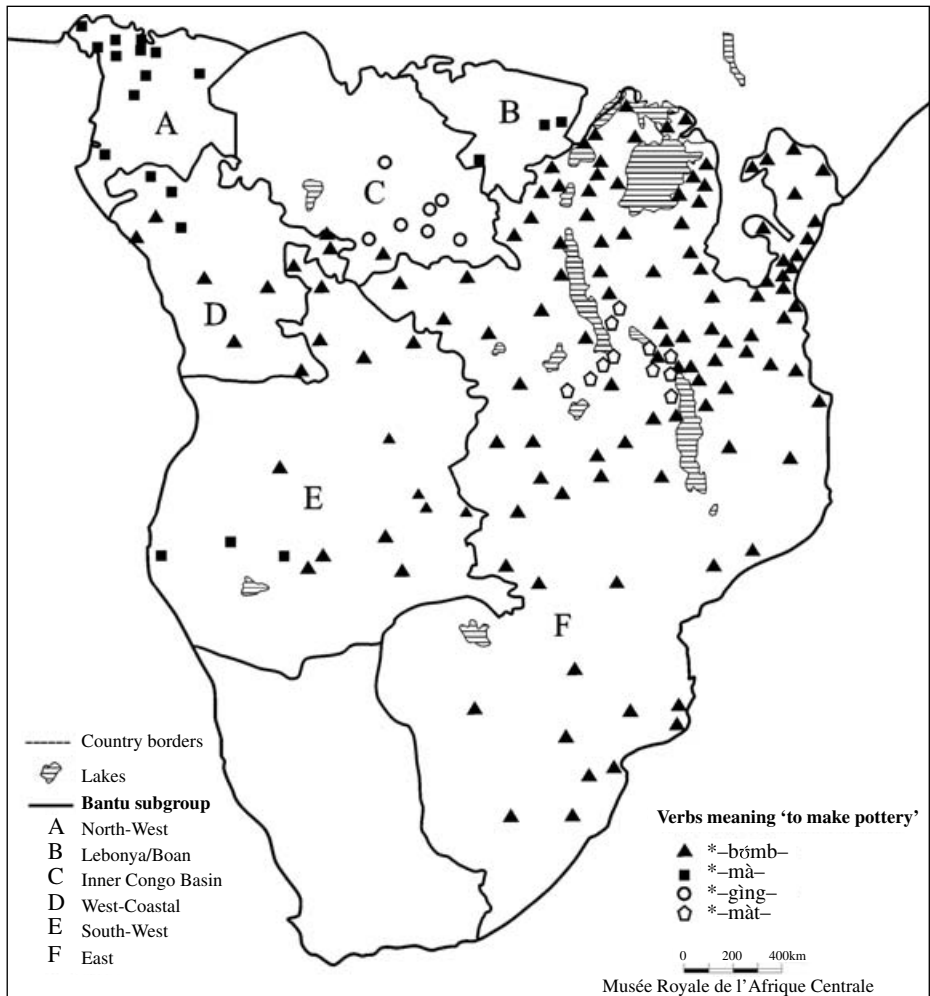 A
B
C
D
E
F
Country borders
Lakes
Bantu subgroup
A North-West
B Lebonya/Boan
C Inner Congo Basin
D West-Coastal
E South-West
F East
Verbs meaning ‘to make pottery’
*–bʊ́mb–
*–mà–
*–gìng–
*–màt–
0 200 400km
Musée Royale de l’Afrique Centrale